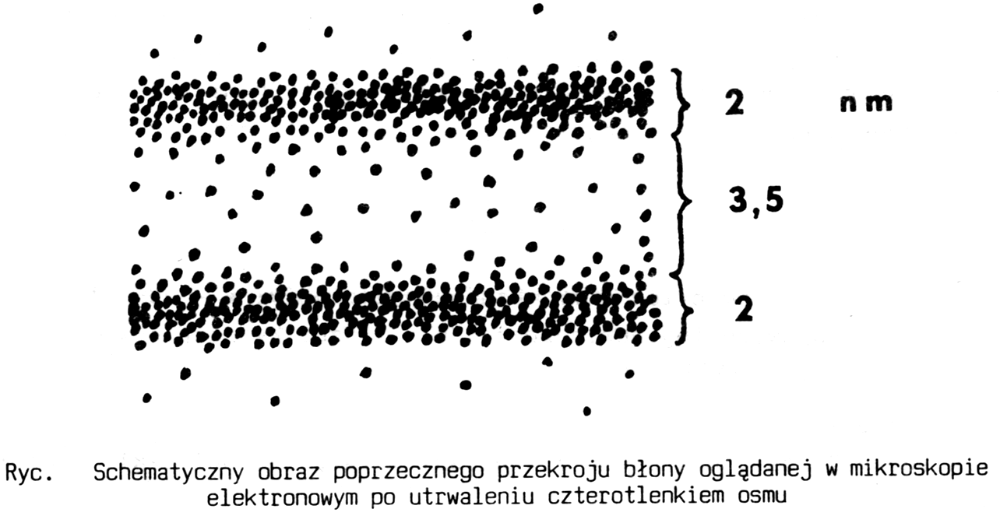 2 nm
3,5
2
Ryc. Schematyczny obraz poprzecznego przekroju błony oglądanej w mikroskopie
elektronowym po utrwaleniu czterotlenkiem osmu